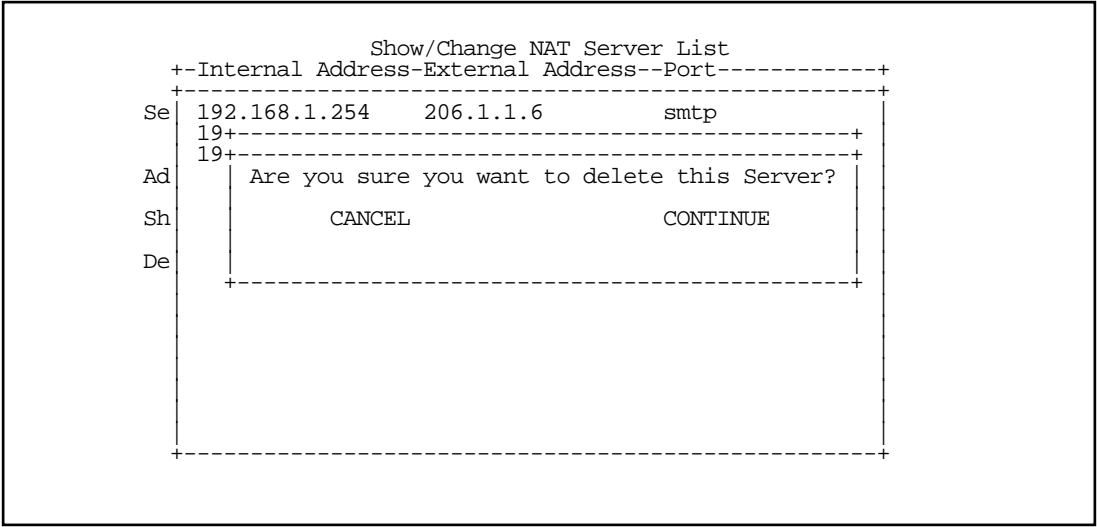 Show/Change NAT Server List
+-Internal Address-External Address--Port------------+
+----------------------------------------------------+
Se| 192.168.1.254 206.1.1.6 smtp |
| 19+----------------------------------------------+ |
| 19+----------------------------------------------+ |
Ad| | Are you sure you want to delete this Server? | |
Sh| | CANCEL CONTINUE | |
De| | | |
| +----------------------------------------------+ |
+----------------------------------------------------+